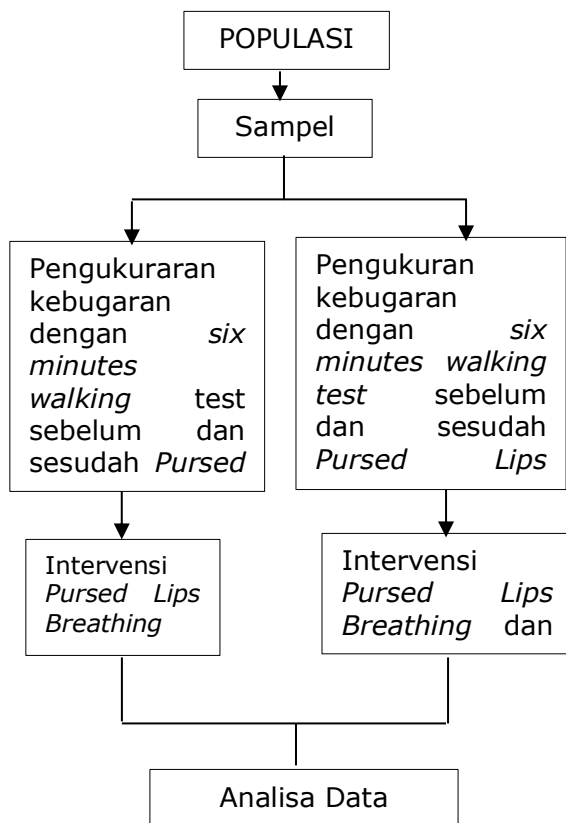 POPULASI
Sampel
Pengukuraran
kebugaran
dengan six
minutes
walking test
sebelum dan
sesudah Pursed
Pengukuran
kebugaran
dengan six
minutes walking
test sebelum
dan sesudah
Pursed Lips
Intervensi
Pursed Lips
Breathing
Intervensi
Pursed Lips
Breathing dan
Analisa Data